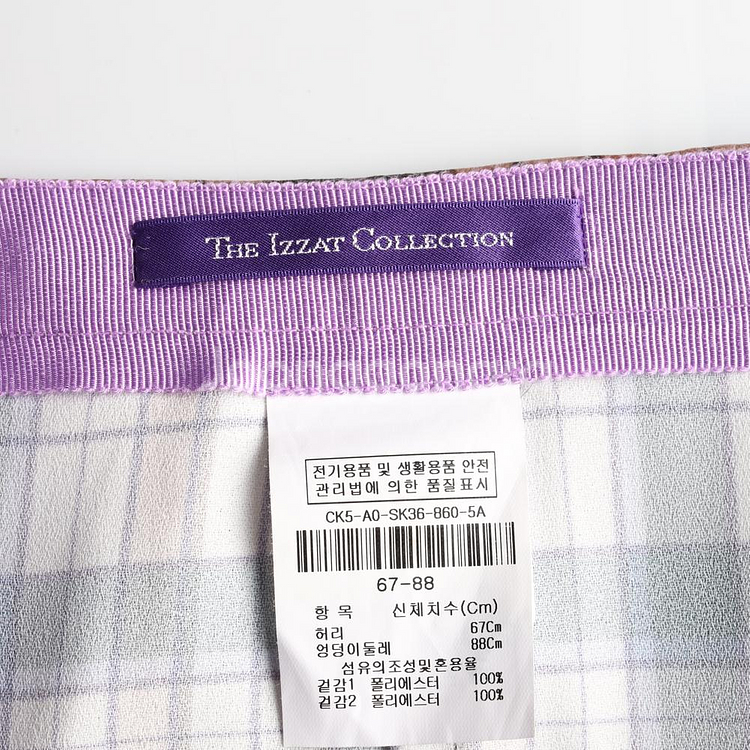 THE IZZAT COLLECTION
전기용품 및 생활용품 안전
관리법에 의한 품질표시
CK5-A0-SK36-860-5A
67-88
항 목 신체치수(Cm)
허리 67Cm
엉덩이둘레 88Cm
섬유의조성및혼용율
겉감1 폴리에스터 100%
겉감2 폴리에스터 100%